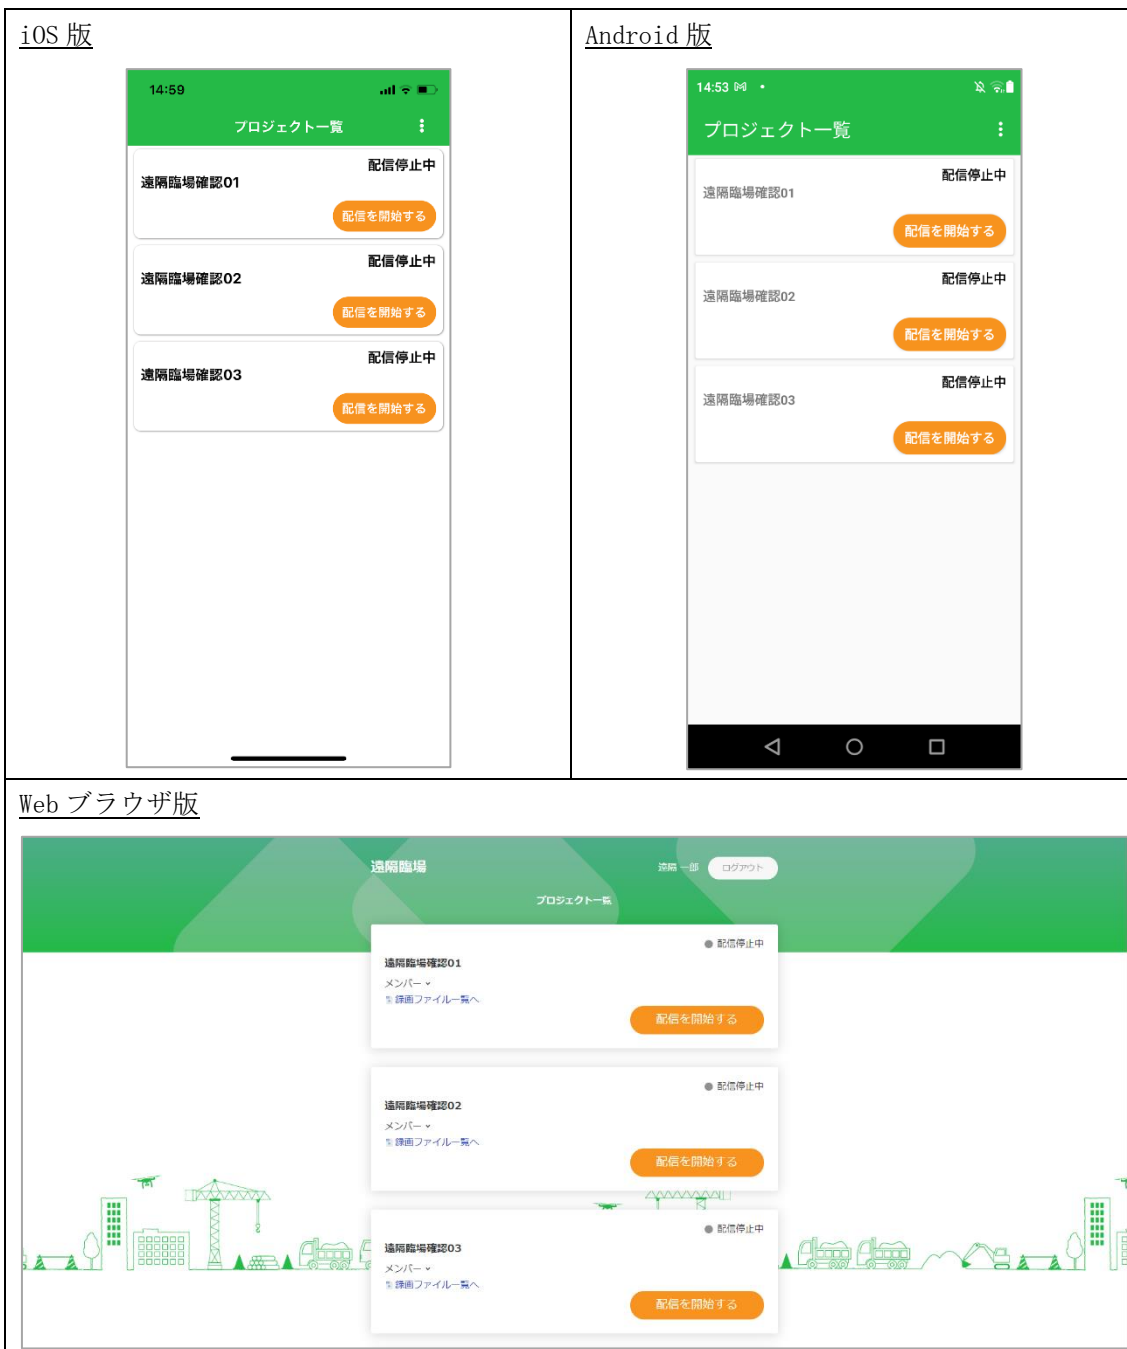 iOS 版
14:59
プロジェクト一覧
配信停止中
遠隔臨場確認01
配信を開始する
配信停止中
遠隔臨場確認02
配信を開始する
配信停止中
遠隔臨場確認03
配信を開始する
Android 版
14:53
プロジェクト一覧
配信停止中
遠隔臨場確認01
配信を開始する
配信停止中
遠隔臨場確認02
配信を開始する
配信停止中
遠隔臨場確認03
配信を開始する
Web ブラウザ版
遠隔臨場
遠隔 一郎 ログアウト
プロジェクト一覧
配信停止中
遠隔臨場確認01
メンバー
録画ファイル一覧へ
配信を開始する
配信停止中
遠隔臨場確認02
メンバー
録画ファイル一覧へ
配信を開始する
配信停止中
遠隔臨場確認03
メンバー
録画ファイル一覧へ
配信を開始する